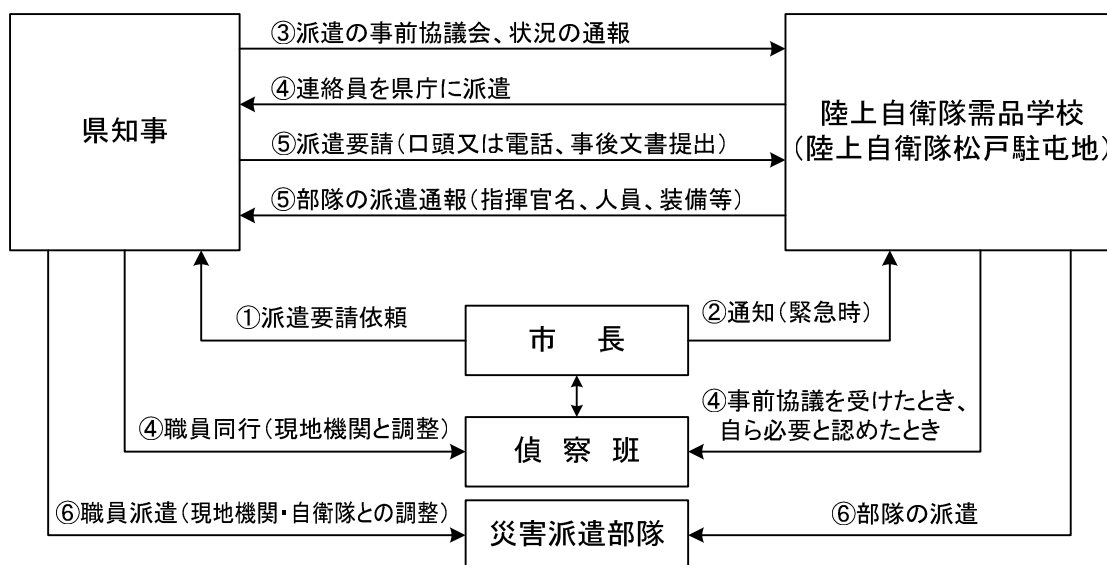 ③派遣の事前協議会、状況の通報
④連絡員を県庁に派遣
県知事
陸上自衛隊需品学校
(陸上自衛隊松戸駐屯地)
⑤派遣要請(口頭又は電話、事後文書提出)
⑤部隊の派遣通報(指揮官名、人員、装備等)
①派遣要請依頼
市 長
②通知(緊急時)
④職員同行(現地機関と調整)
偵 察 班
④事前協議を受けたとき、
自ら必要と認めたとき
⑥職員派遣(現地機関・自衛隊との調整)
災害派遣部隊
⑥部隊の派遣